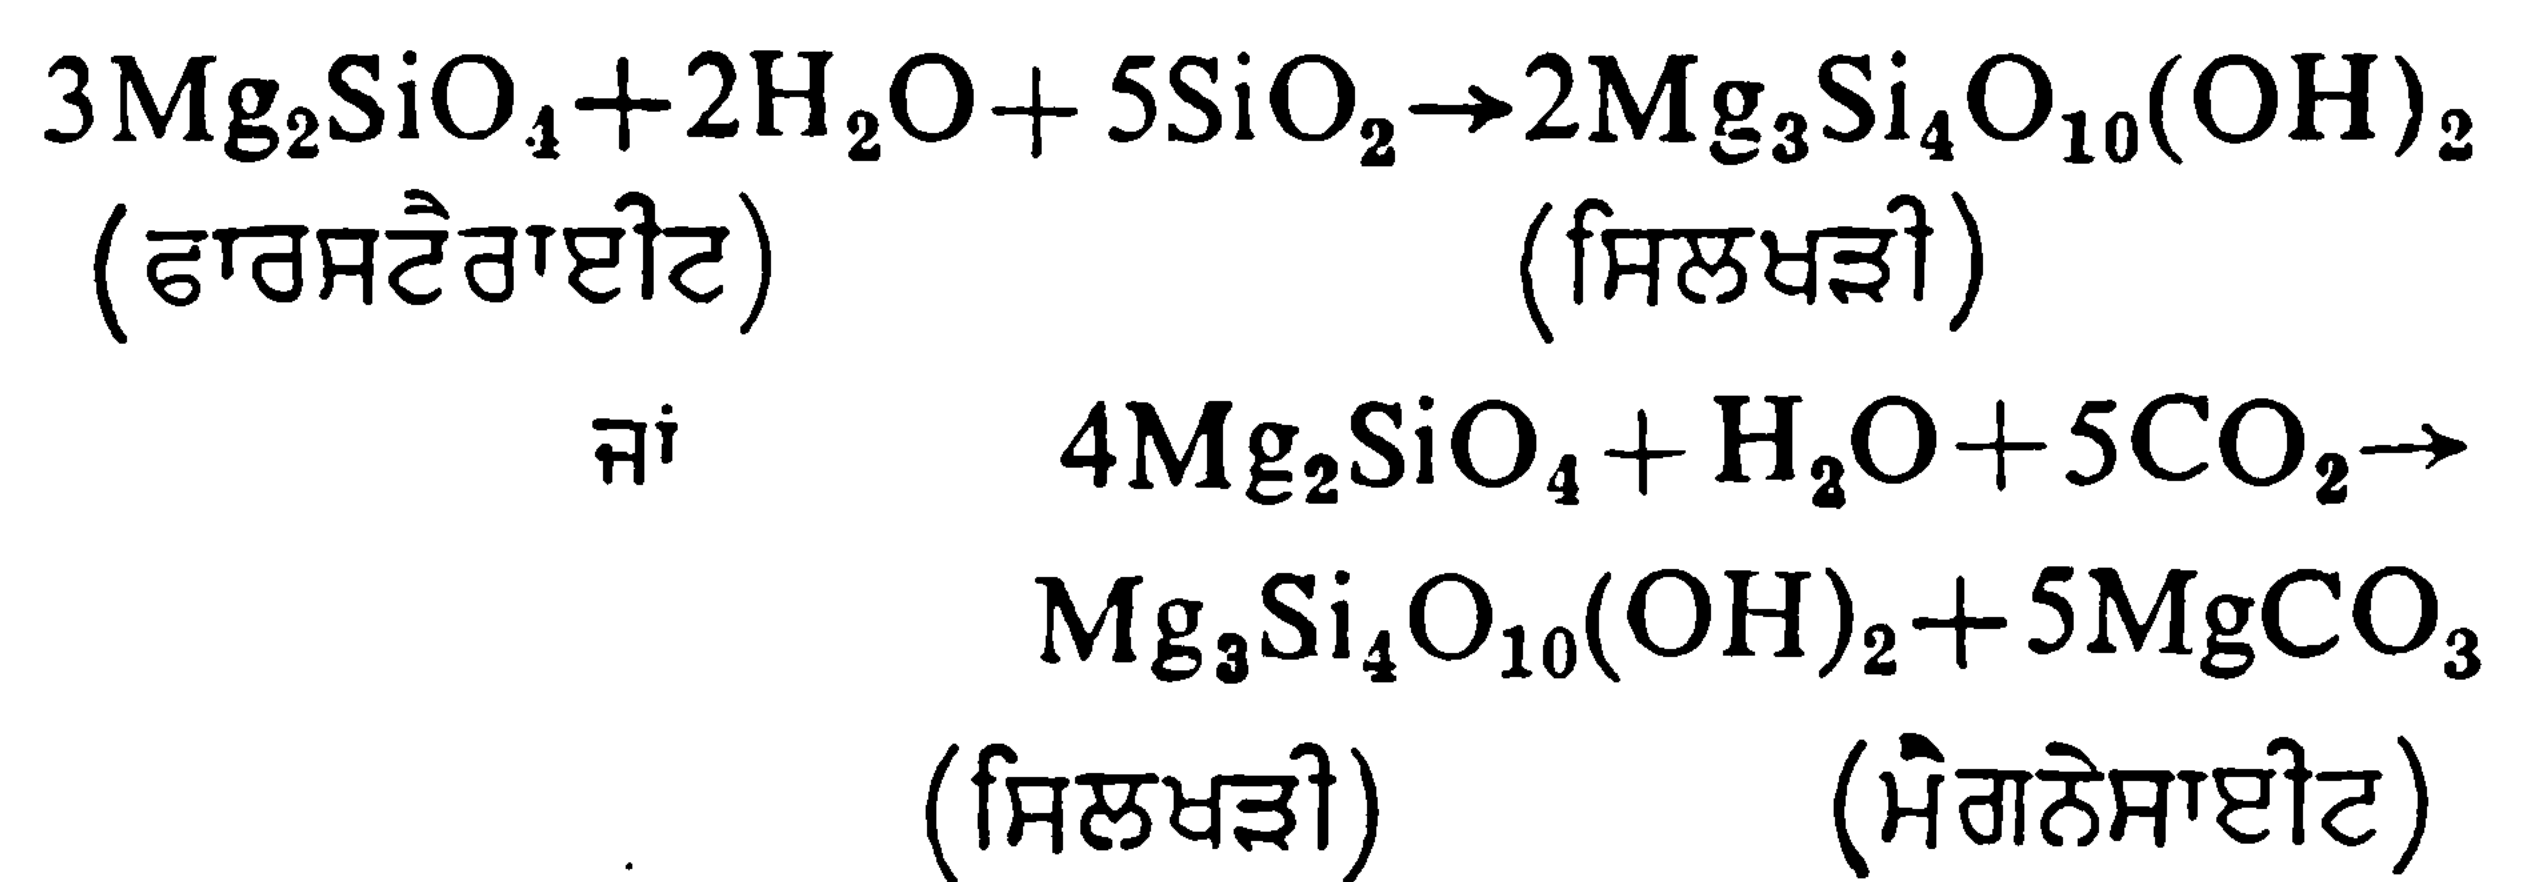 3Mg₂SiO₄+2H₂O+5SiO₂→2Mg₃Si₄O₁₀(OH)₂
(ਫਾਰਸਟੈਰਾਈਟ) (ਸਿਲਖੜੀ)
ਜਾਂ 4Mg₂SiO₄+H₂O+5CO₂→
Mg₃Si₄O₁₀(OH)₂+5MgCO₃
(ਸਿਲਖੜੀ) (ਮੈਗਨੇਸਾਈਟ)